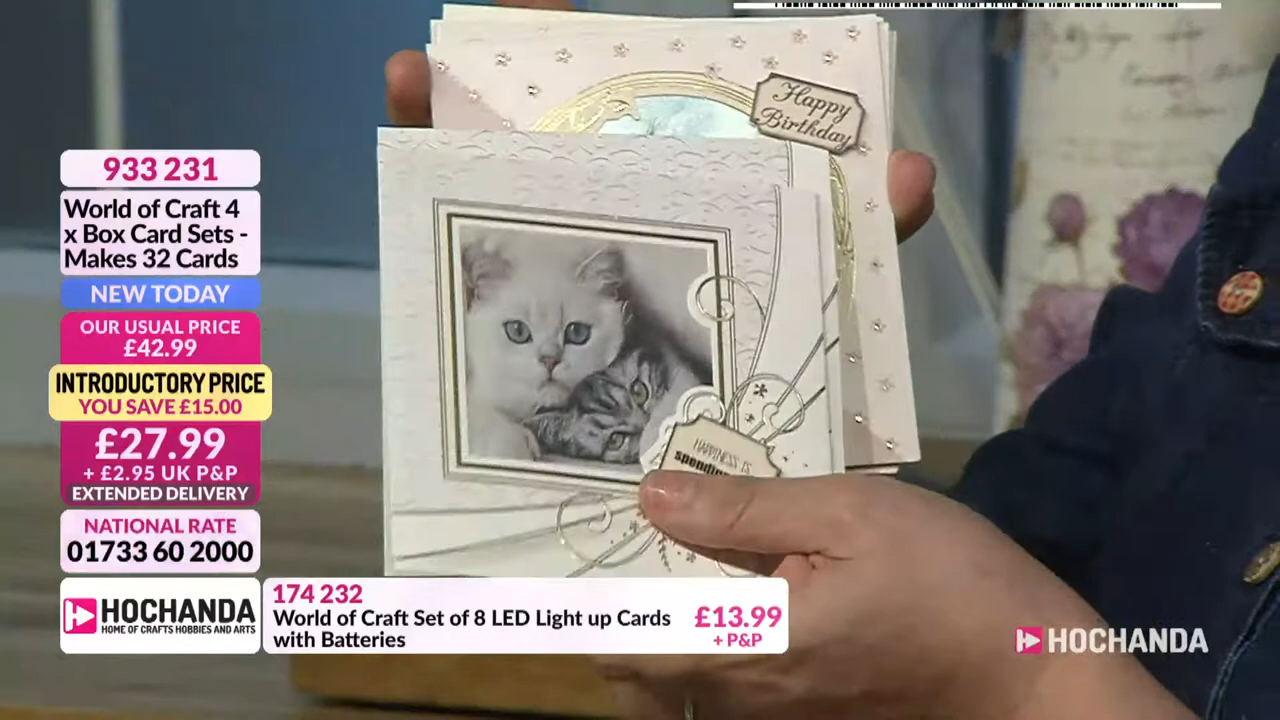 Happy
Birthday
HAPPINESS IS
933 231
World of Craft 4
x Box Card Sets -
Makes 32 Cards
NEW TODAY
OUR USUAL PRICE
£42.99
INTRODUCTORY PRICE
YOU SAVE £15.00
£27.99
+ £2.95 UK P&P
EXTENDED DELIVERY
NATIONAL RATE
01733 60 2000
HOCHANDA
HOME OF CRAFTS HOBBIES AND ARTS
174 232
World of Craft Set of 8 LED Light up Cards
with Batteries
£13.99
+ P&P
HOCHANDA